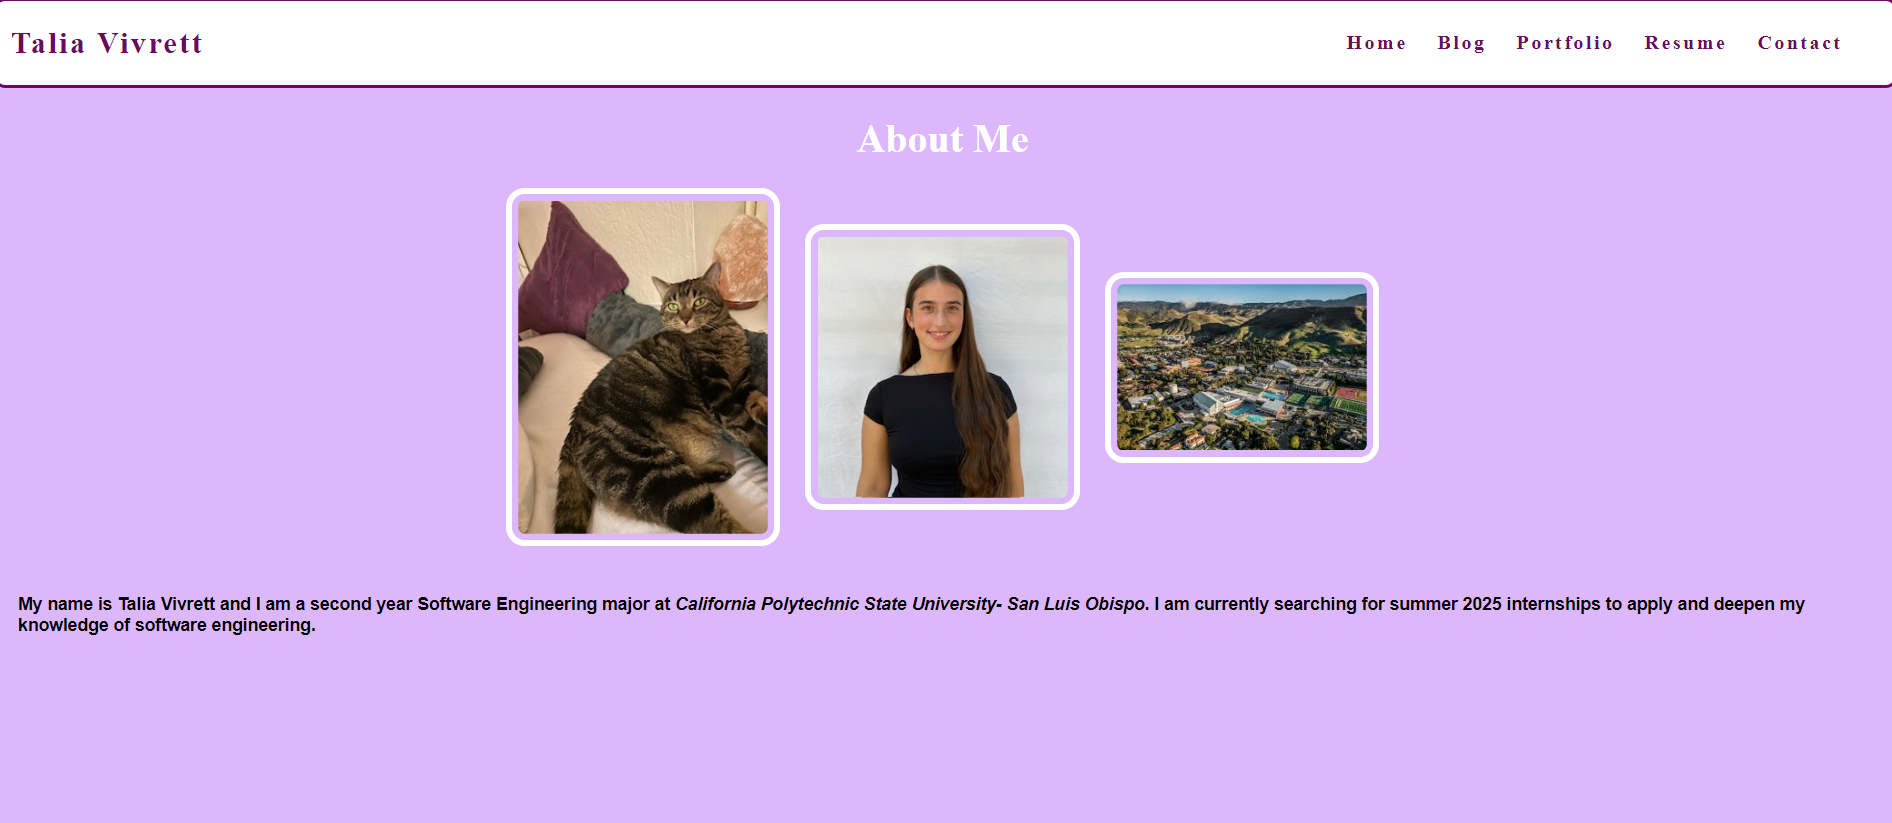 Talia Vivrett
Home Blog Portfolio Resume Contact
About Me
My name is Talia Vivrett and I am a second year Software Engineering major at California Polytechnic State University- San Luis Obispo. I am currently searching for summer 2025 internships to apply and deepen my
knowledge of software engineering.